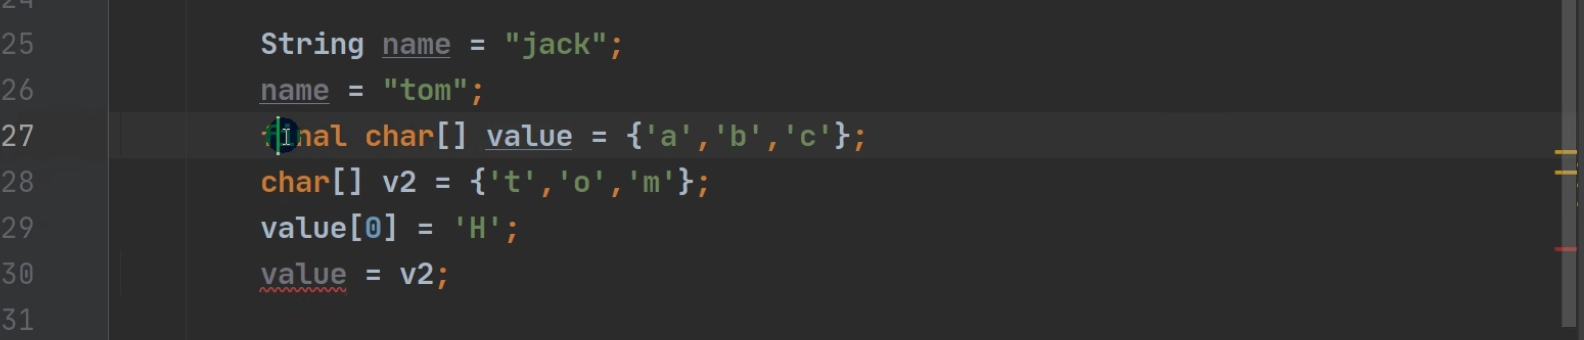 25 String name = "jack";
26 name = "tom";
27 final char[] value = {'a','b','c'};
28 char[] v2 = {'t','o','m'};
29 value[0] = 'H';
30 value = v2;
31